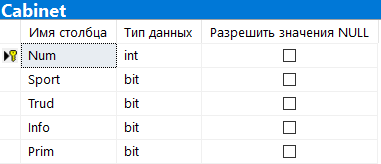 Cabinet
Имя столбца Тип данных Разрешить значения NULL
Num int
Sport bit
Trud bit
Info bit
Prim bit